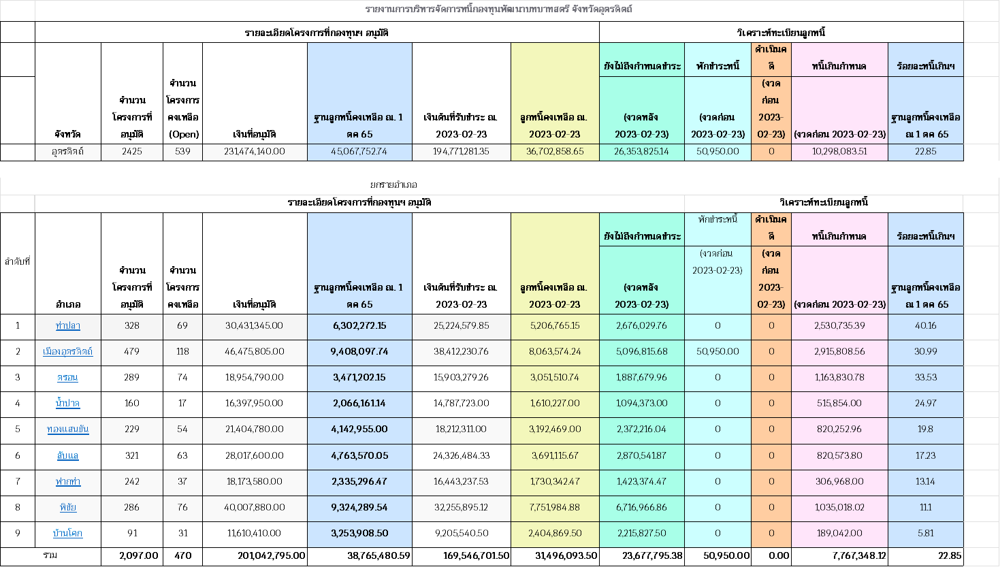 รายงานการบริหารจัดการหนี้กองทุนพัฒนาบทบาทสตรี จังหวัดอุตรดิตถ์
รายละเอียดโครงการที่กองทุนฯ อนุมัติ วิเคราะห์ทะเบียนลูกหนี้
จังหวัด จำนวนโครงการที่อนุมัติ จำนวนโครงการคงเหลือ (Open) เงินที่อนุมัติ ฐานลูกหนี้คงเหลือ ณ. 1 ตค 65 เงินต้นที่รับชำระ ณ. 2023-02-23 ลูกหนี้คงเหลือ ณ. 2023-02-23 ยังไม่ถึงกำหนดชำระ (งวดหลัง 2023-02-23) พักชำระหนี้ (งวดก่อน 2023-02-23) ดำเนินคดี (งวดก่อน 2023-02-23) หนี้เกินกำหนด (งวดก่อน 2023-02-23) ร้อยละหนี้เกินฯ ฐานลูกหนี้คงเหลือ ณ 1 ตค 65
อุตรดิตถ์ 2425 539 231,474,140.00 45,067,752.74 194,771,281.35 36,702,858.65 26,353,825.14 50,950.00 0 10,298,083.51 22.85
ยกรายอำเภอ
รายละเอียดโครงการที่กองทุนฯ อนุมัติ วิเคราะห์ทะเบียนลูกหนี้
ลำดับที่ อำเภอ จำนวนโครงการที่อนุมัติ จำนวนโครงการคงเหลือ เงินที่อนุมัติ ฐานลูกหนี้คงเหลือ ณ. 1 ตค 65 เงินต้นที่รับชำระ ณ. 2023-02-23 ลูกหนี้คงเหลือ ณ. 2023-02-23 ยังไม่ถึงกำหนดชำระ (งวดหลัง 2023-02-23) พักชำระหนี้ (งวดก่อน 2023-02-23) ดำเนินคดี (งวดก่อน 2023-02-23) หนี้เกินกำหนด (งวดก่อน 2023-02-23) ร้อยละหนี้เกินฯ ฐานลูกหนี้คงเหลือ ณ 1 ตค 65
1 ท่าปลา 328 69 30,431,345.00 6,302,272.15 25,224,579.85 5,206,765.15 2,676,029.76 0 0 2,530,735.39 40.16
2 เมืองอุตรดิตถ์ 479 118 46,475,805.00 9,408,097.74 38,412,230.76 8,063,574.24 5,096,815.68 50,950.00 0 2,915,808.56 30.99
3 ตรอน 289 74 18,954,790.00 3,471,202.15 15,903,279.26 3,051,510.74 1,887,679.96 0 0 1,163,830.78 33.53
4 น้ำปาด 160 17 16,397,950.00 2,066,161.14 14,787,723.00 1,610,227.00 1,094,373.00 0 0 515,854.00 24.97
5 ทองแสนขัน 229 54 21,404,780.00 4,142,955.00 18,212,311.00 3,192,469.00 2,372,216.04 0 0 820,252.96 19.8
6 ลับแล 321 63 28,017,600.00 4,763,570.05 24,326,484.33 3,691,115.67 2,870,541.87 0 0 820,573.80 17.23
7 ฟากท่า 242 37 18,173,580.00 2,335,296.47 16,443,237.53 1,730,342.47 1,423,374.47 0 0 306,968.00 13.14
8 พิชัย 286 76 40,007,880.00 9,324,289.54 32,255,895.12 7,751,984.88 6,716,966.86 0 0 1,035,018.02 11.1
9 บ้านโคก 91 31 11,610,410.00 3,253,908.50 9,205,540.50 2,404,869.50 2,215,827.50 0 0 189,042.00 5.81
รวม 2,097.00 470 201,042,795.00 38,765,480.59 169,546,701.50 31,496,093.50 23,677,795.38 50,950.00 0.00 7,767,348.12 22.85